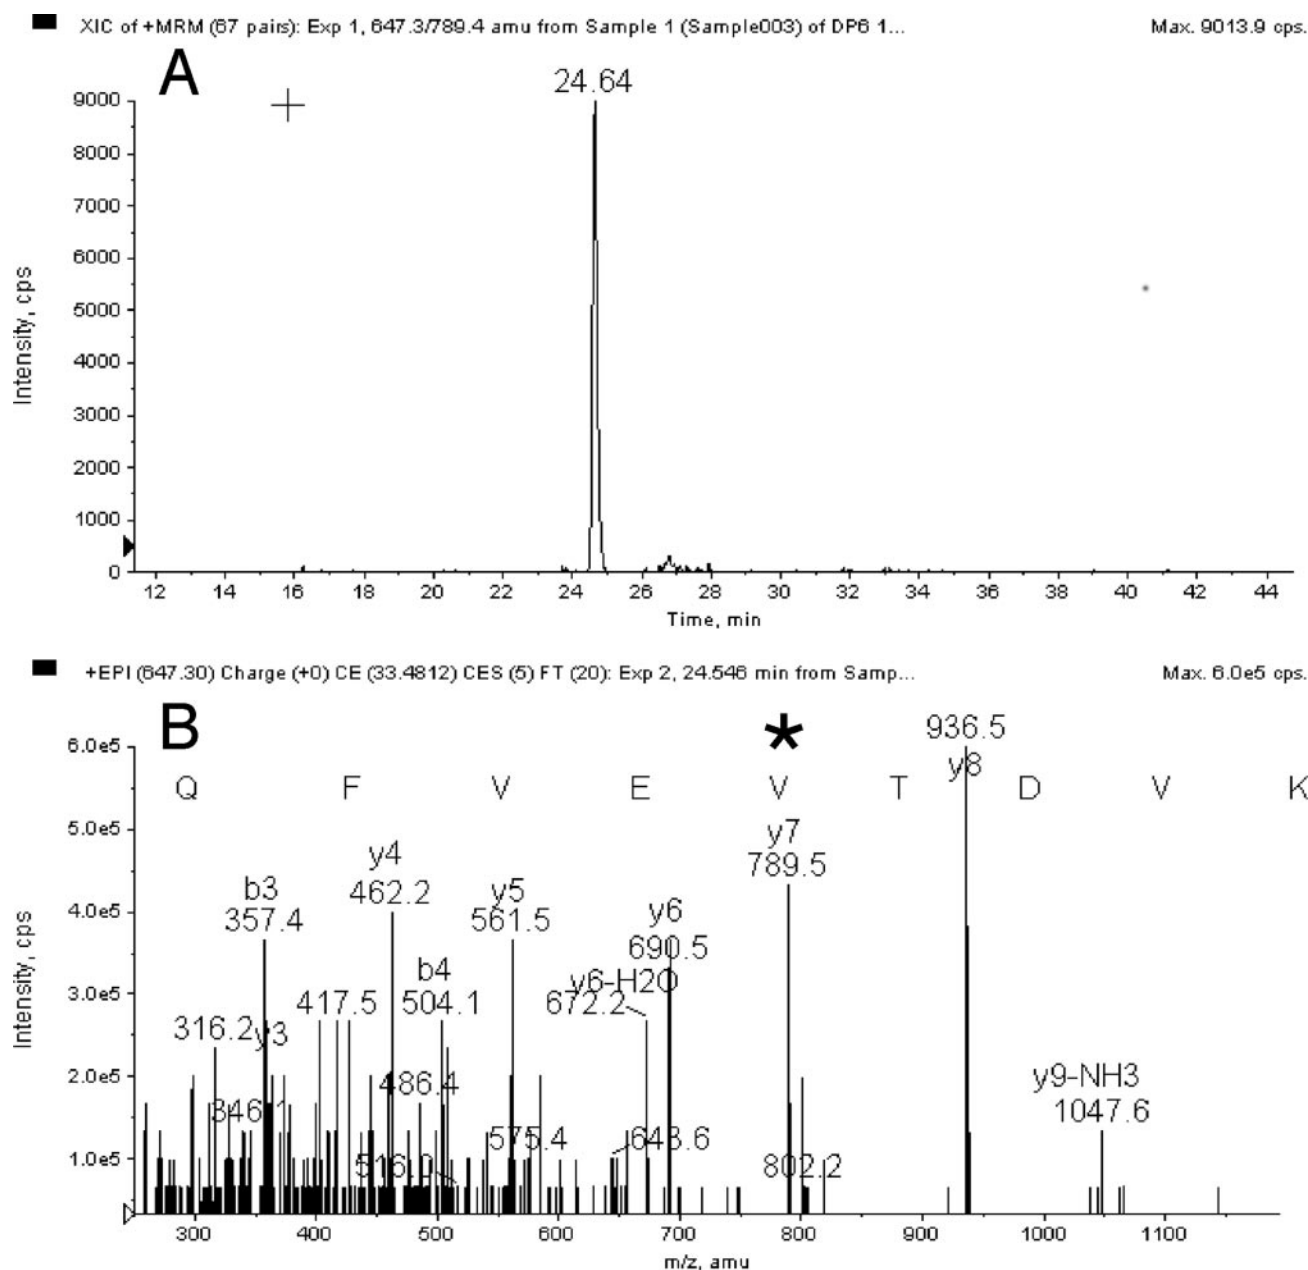 XIC of +MRM (67 pairs): Exp 1, 647.3/789.4 amu from Sample 1 (Sample003) of DP6 1... Max. 9013.9 cps.
A
24.64
9000
8000
7000
6000
5000
4000
3000
2000
1000
0
Intensity, cps
12 14 16 18 20 22 24 26 28 30 32 34 36 38 40 42 44
Time, min
+EPI (647.30) Charge (+0) CE (33.4812) CES (5) FT (20): Exp 2, 24.546 min from Samp... Max. 6.0e5 cps.
B * 936.5
6.0e5
Q F V E V T y8 D V K
5.0e5
y7
789.5
y4
462.2
b3
357.4
y5
561.5
y6
690.5
4.0e5
b4
504.1
y6-H2O
672.2
3.0e5
417.5
316.2
y3
2.0e5
486.4
346.1
y9-NH3
1047.6
575.4
643.6
1.0e5
516.0
802.2
Intensity, cps
300 400 500 600 700 800 900 1000 1100
m/z, amu